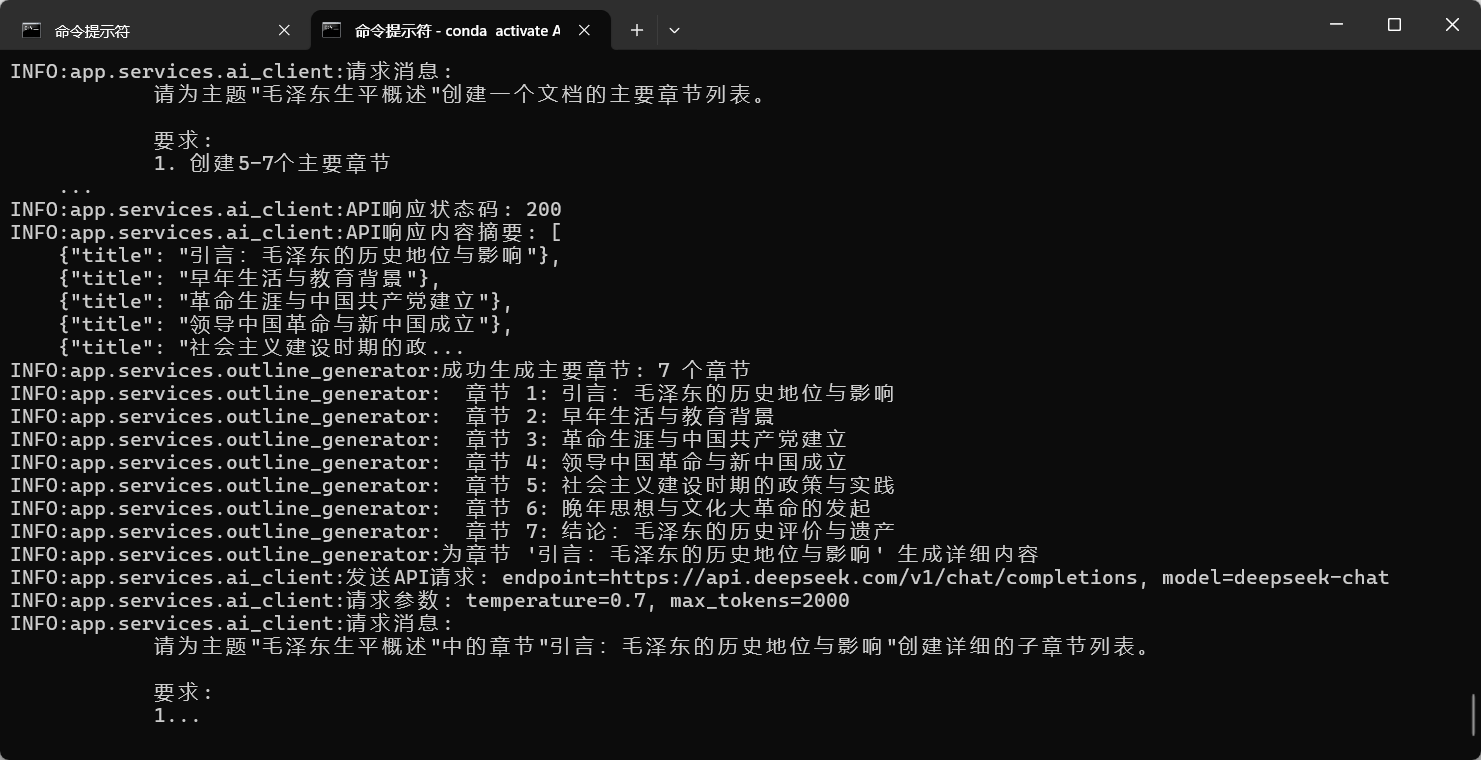 命令提示符
命令提示符 - conda  activate A
INFO:app.services.ai_client:请求消息:
请为主题"毛泽东生平概述"创建一个文档的主要章节列表。
要求:
1. 创建5-7个主要章节
...
INFO:app.services.ai_client:API响应状态码: 200
INFO:app.services.ai_client:API响应内容摘要: [
{"title": "引言: 毛泽东的历史地位与影响"},
{"title": "早年生活与教育背景"},
{"title": "革命生涯与中国共产党建立"},
{"title": "领导中国革命与新中国成立"},
{"title": "社会主义建设时期的政...
INFO:app.services.outline_generator:成功生成主要章节: 7 个章节
INFO:app.services.outline_generator:  章节 1: 引言: 毛泽东的历史地位与影响
INFO:app.services.outline_generator:  章节 2: 早年生活与教育背景
INFO:app.services.outline_generator:  章节 3: 革命生涯与中国共产党建立
INFO:app.services.outline_generator:  章节 4: 领导中国革命与新中国成立
INFO:app.services.outline_generator:  章节 5: 社会主义建设时期的政策与实践
INFO:app.services.outline_generator:  章节 6: 晚年思想与文化大革命的发起
INFO:app.services.outline_generator:  章节 7: 结论: 毛泽东的历史评价与遗产
INFO:app.services.outline_generator:为章节 '引言: 毛泽东的历史地位与影响' 生成详细内容
INFO:app.services.ai_client:发送API请求: endpoint=https://api.deepseek.com/v1/chat/completions, model=deepseek-chat
INFO:app.services.ai_client:请求参数: temperature=0.7, max_tokens=2000
INFO:app.services.ai_client:请求消息:
请为主题"毛泽东生平概述"中的章节"引言: 毛泽东的历史地位与影响"创建详细的子章节列表。
要求:
1...